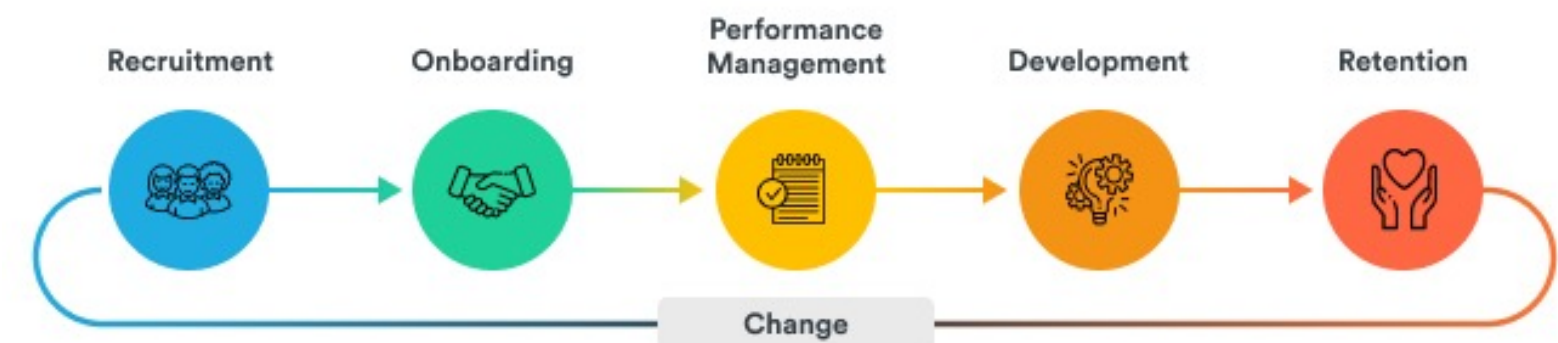 Recruitment
Onboarding
Performance
Management
Development
Retention
Change